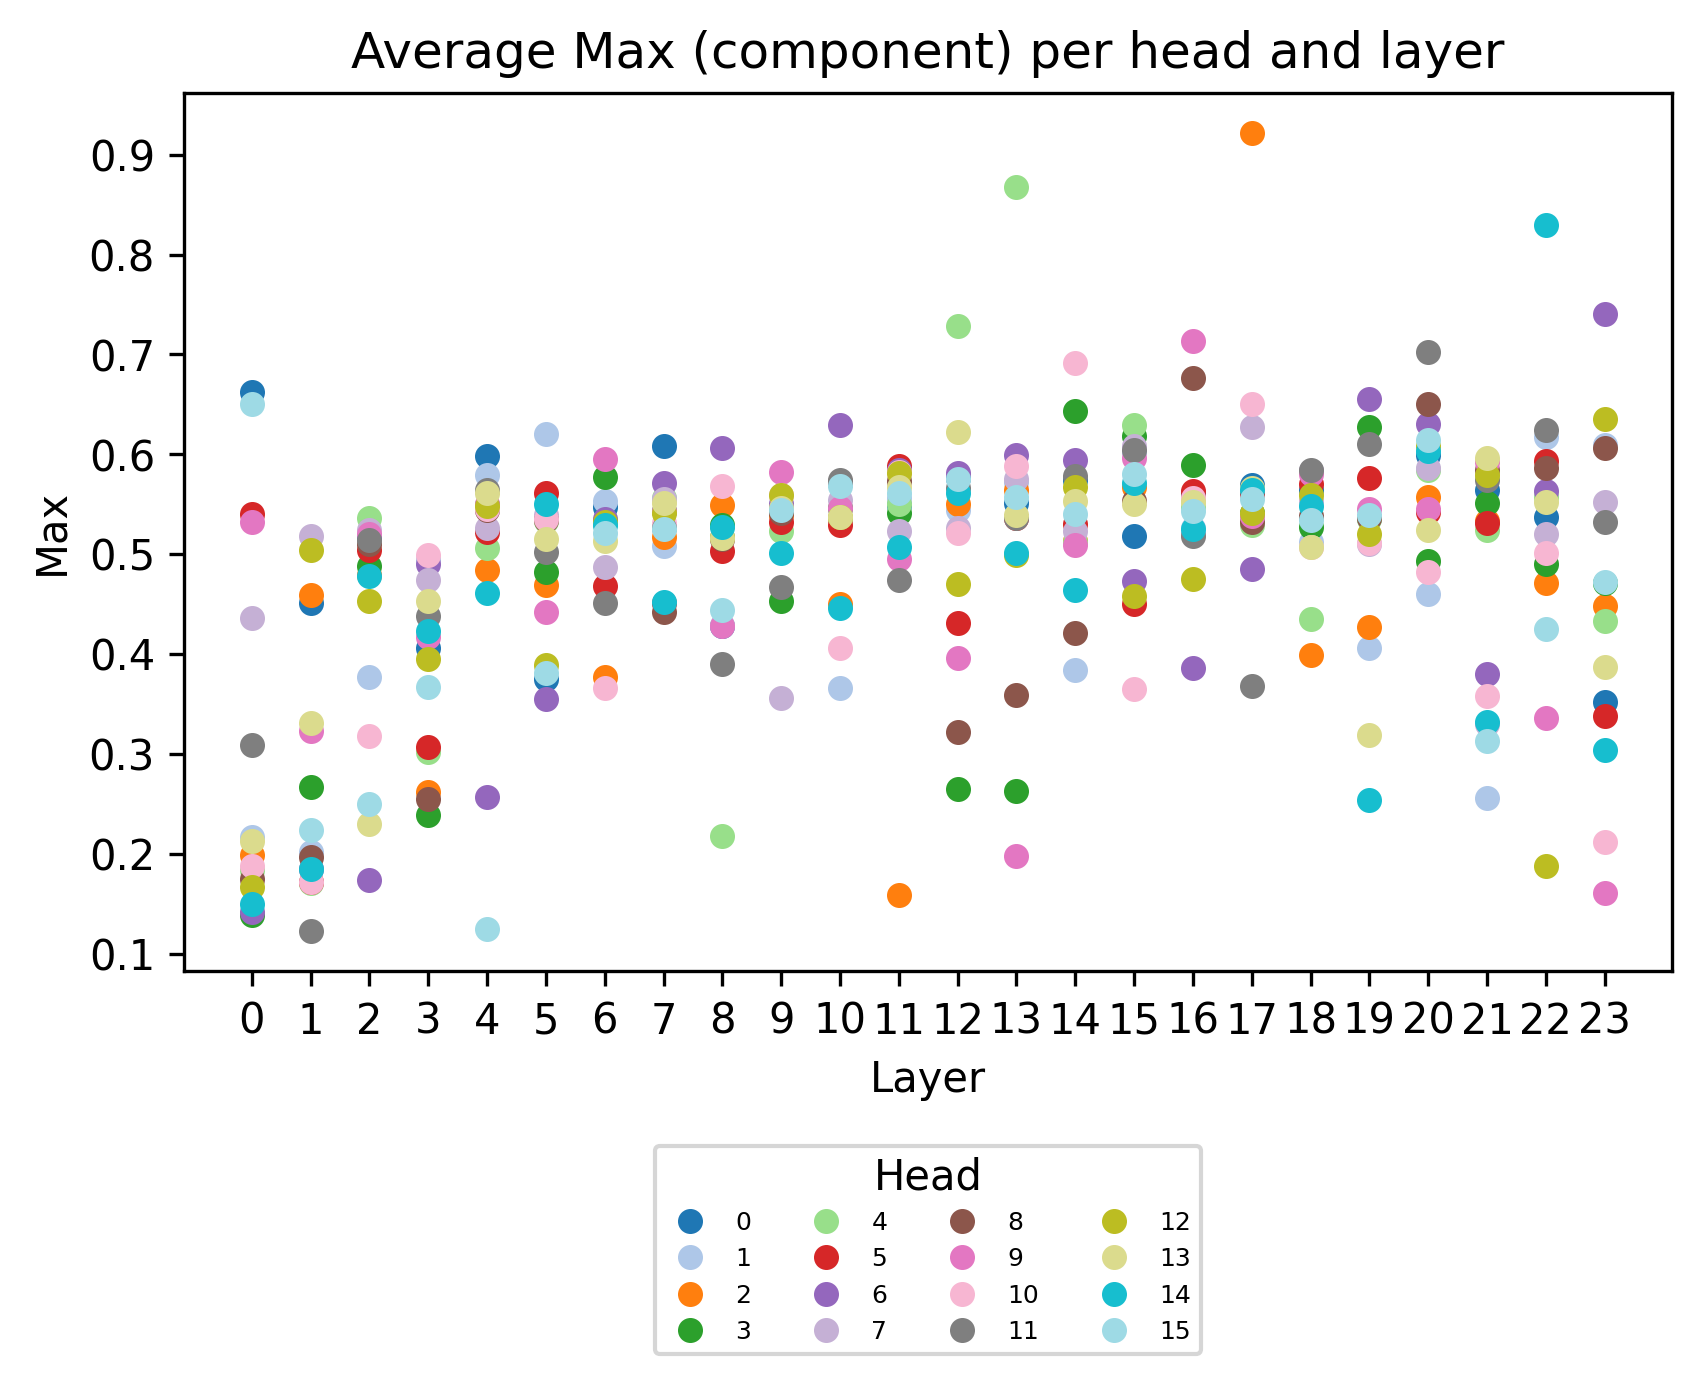 Average Max (component) per head and layer
Max
0.9
0.8
0.7
0.6
0.5
0.4
0.3
0.2
0.1
0 1 2 3 4 5 6 7 8 9 10 11 12 13 14 15 16 17 18 19 20 21 22 23
Layer
Head
0 4 8 12
1 5 9 13
2 6 10 14
3 7 11 15